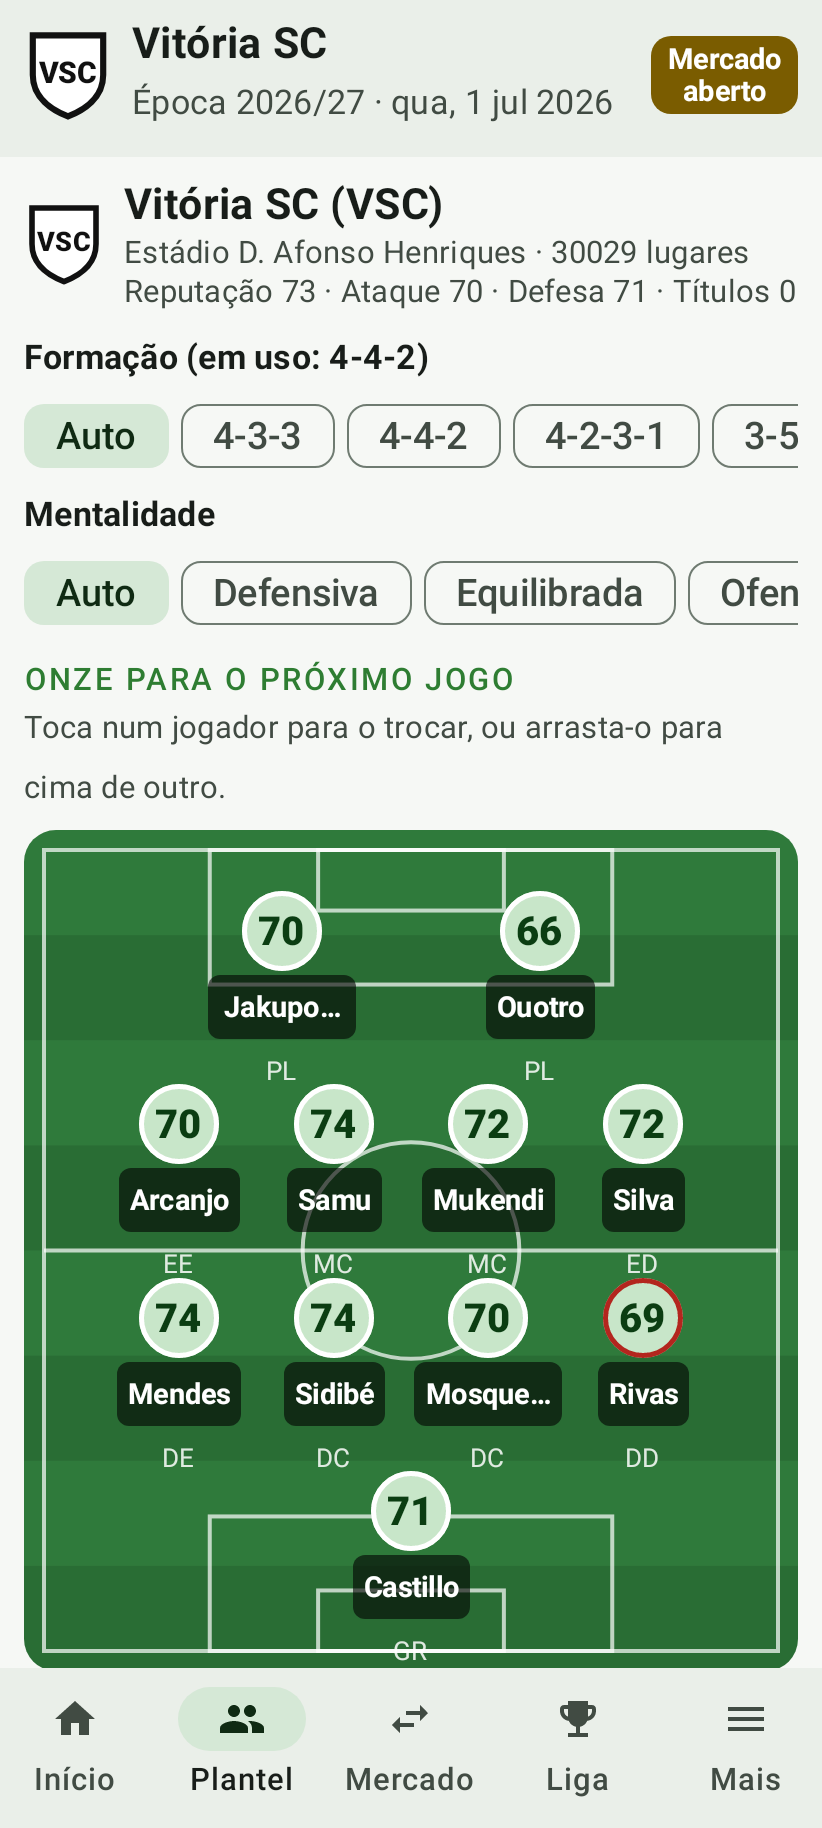 VSC
Vitória SC
Época 2026/27 · qua, 1 jul 2026
Mercado
aberto
VSC
Vitória SC (VSC)
Estádio D. Afonso Henriques · 30029 lugares
Reputação 73 · Ataque 70 · Defesa 71 · Títulos 0
Formação (em uso: 4-4-2)
Auto 4-3-3 4-4-2 4-2-3-1 3-5
Mentalidade
Auto Defensiva Equilibrada Ofen
ONZE PARA O PRÓXIMO JOGO
Toca num jogador para o trocar, ou arrasta-o para
cima de outro.
70 66
Jakupo... Ouotro
PL PL
70 74 72 72
Arcanjo Samu Mukendi Silva
EE MC MC ED
74 74 70 69
Mendes Sidibé Mosque... Rivas
DE DC DC DD
71
Castillo
GR
Início Plantel Mercado Liga Mais